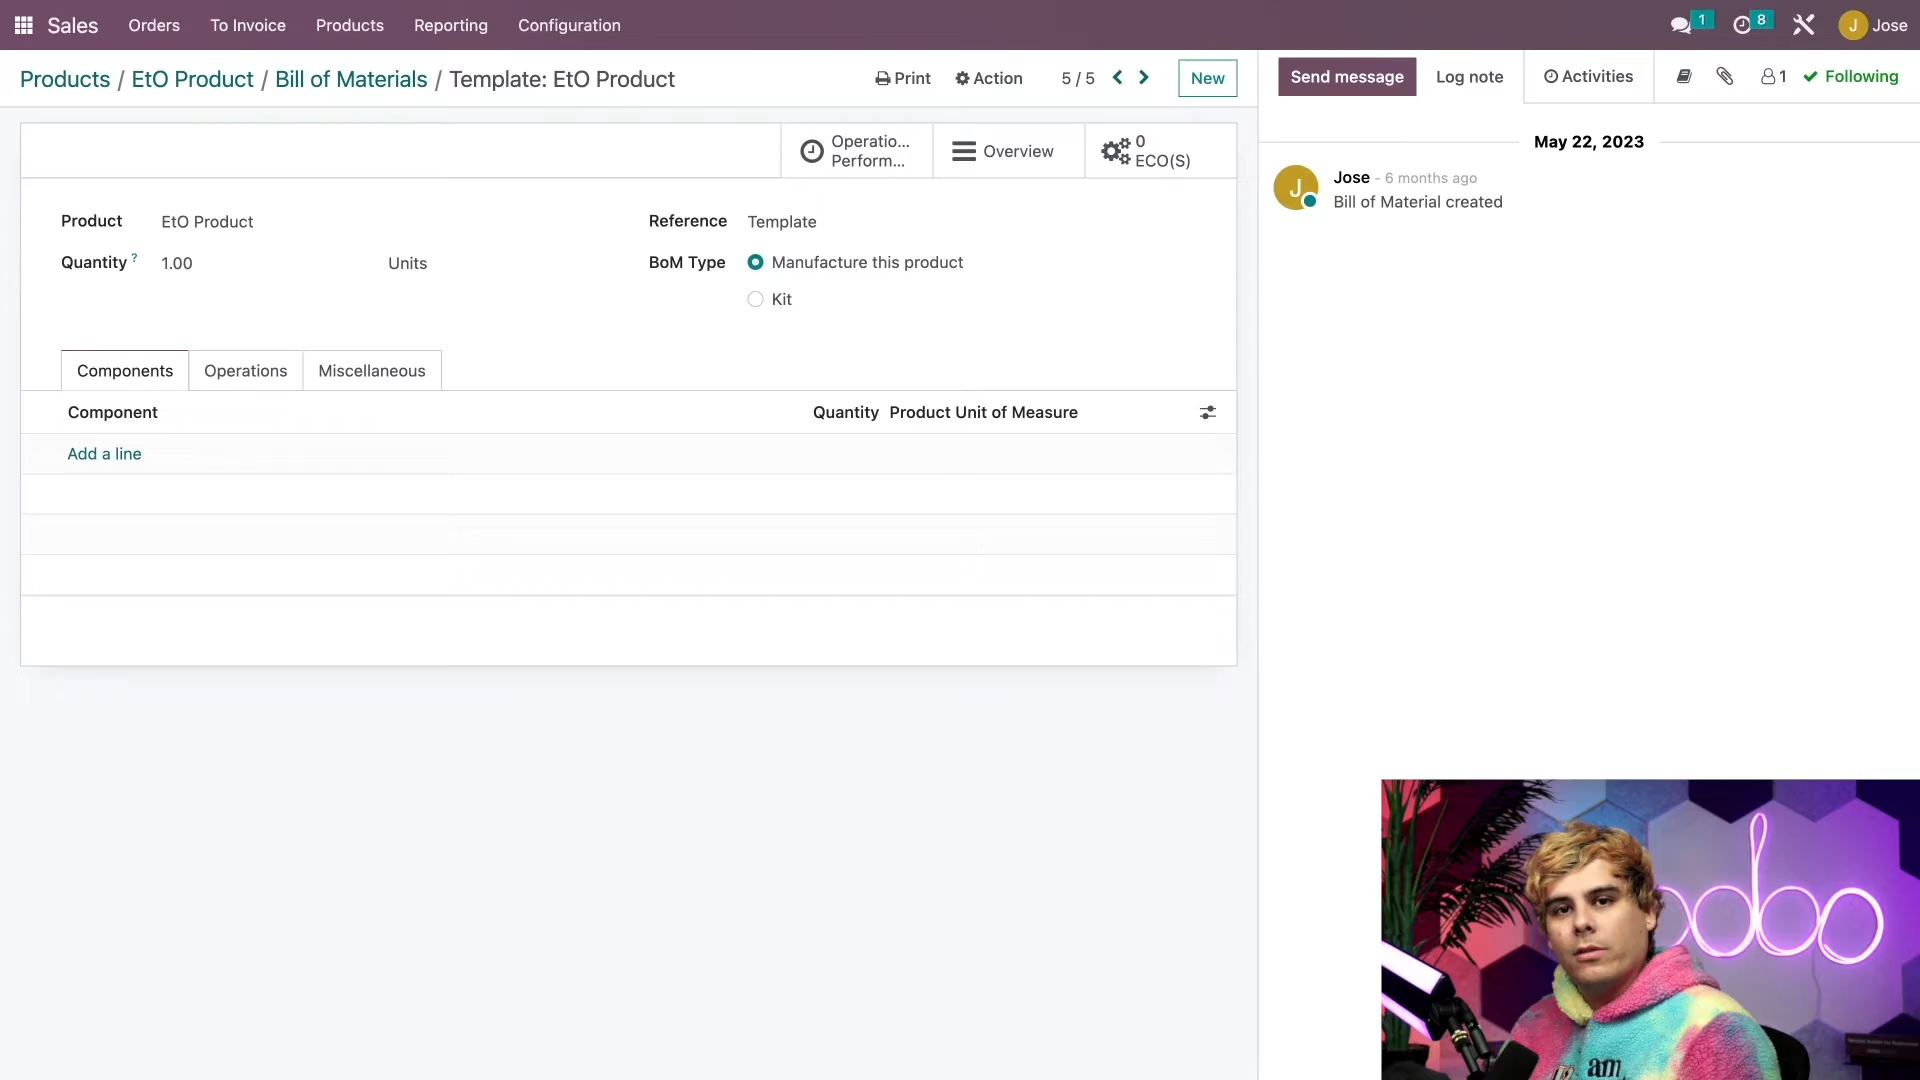 Sales Orders To Invoice Products Reporting Configuration 1 8 J Jose
Products / EtO Product / Bill of Materials / Template: EtO Product Print Action 5 / 5 New Send message Log note Activities 1 Following
Operatio...
Perform...
Overview
0
ECO(S)
May 22, 2023
J
Jose - 6 months ago
Bill of Material created
Product EtO Product Reference Template
Quantity ? 1.00 Units BoM Type Manufacture this product
Kit
Components Operations Miscellaneous
Component Quantity Product Unit of Measure
Add a line
odoo
am